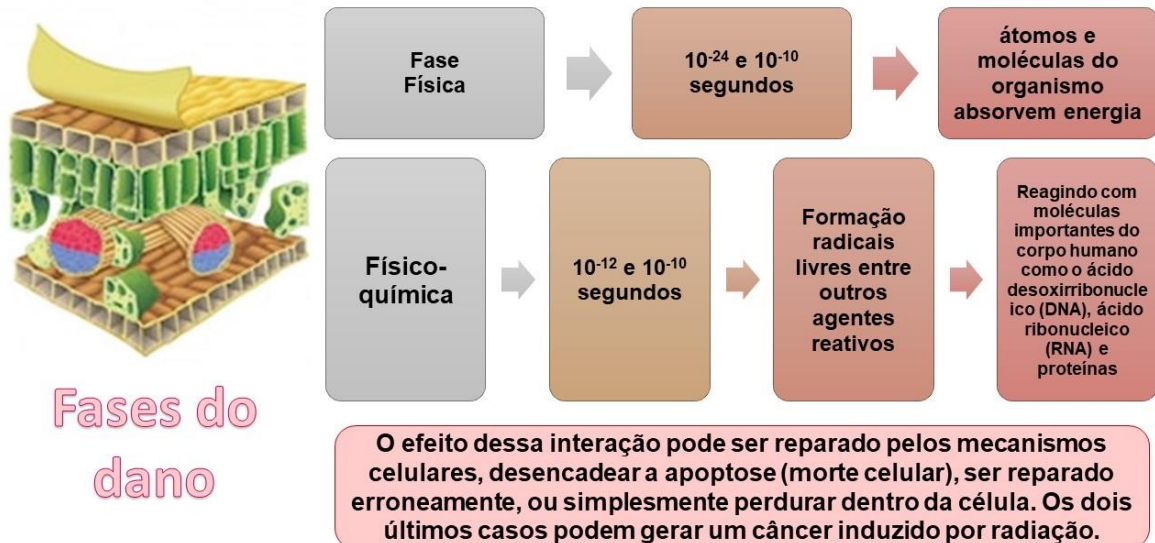 Fase
Física
10⁻²⁴ e 10⁻¹⁰
segundos
átomos e
moléculas do
organismo
absorvem energia
Físico-
química
10⁻¹² e 10⁻¹⁰
segundos
Formação
radicais
livres entre
outros
agentes
reativos
Reagindo com
moléculas
importantes do
corpo humano
como o ácido
desoxirribonucle
ico (DNA), ácido
ribonucleico
(RNA) e
proteínas
Fases do
dano
O efeito dessa interação pode ser reparado pelos mecanismos
celulares, desencadear a apoptose (morte celular), ser reparado
erroneamente, ou simplesmente perdurar dentro da célula. Os dois
últimos casos podem gerar um câncer induzido por radiação.